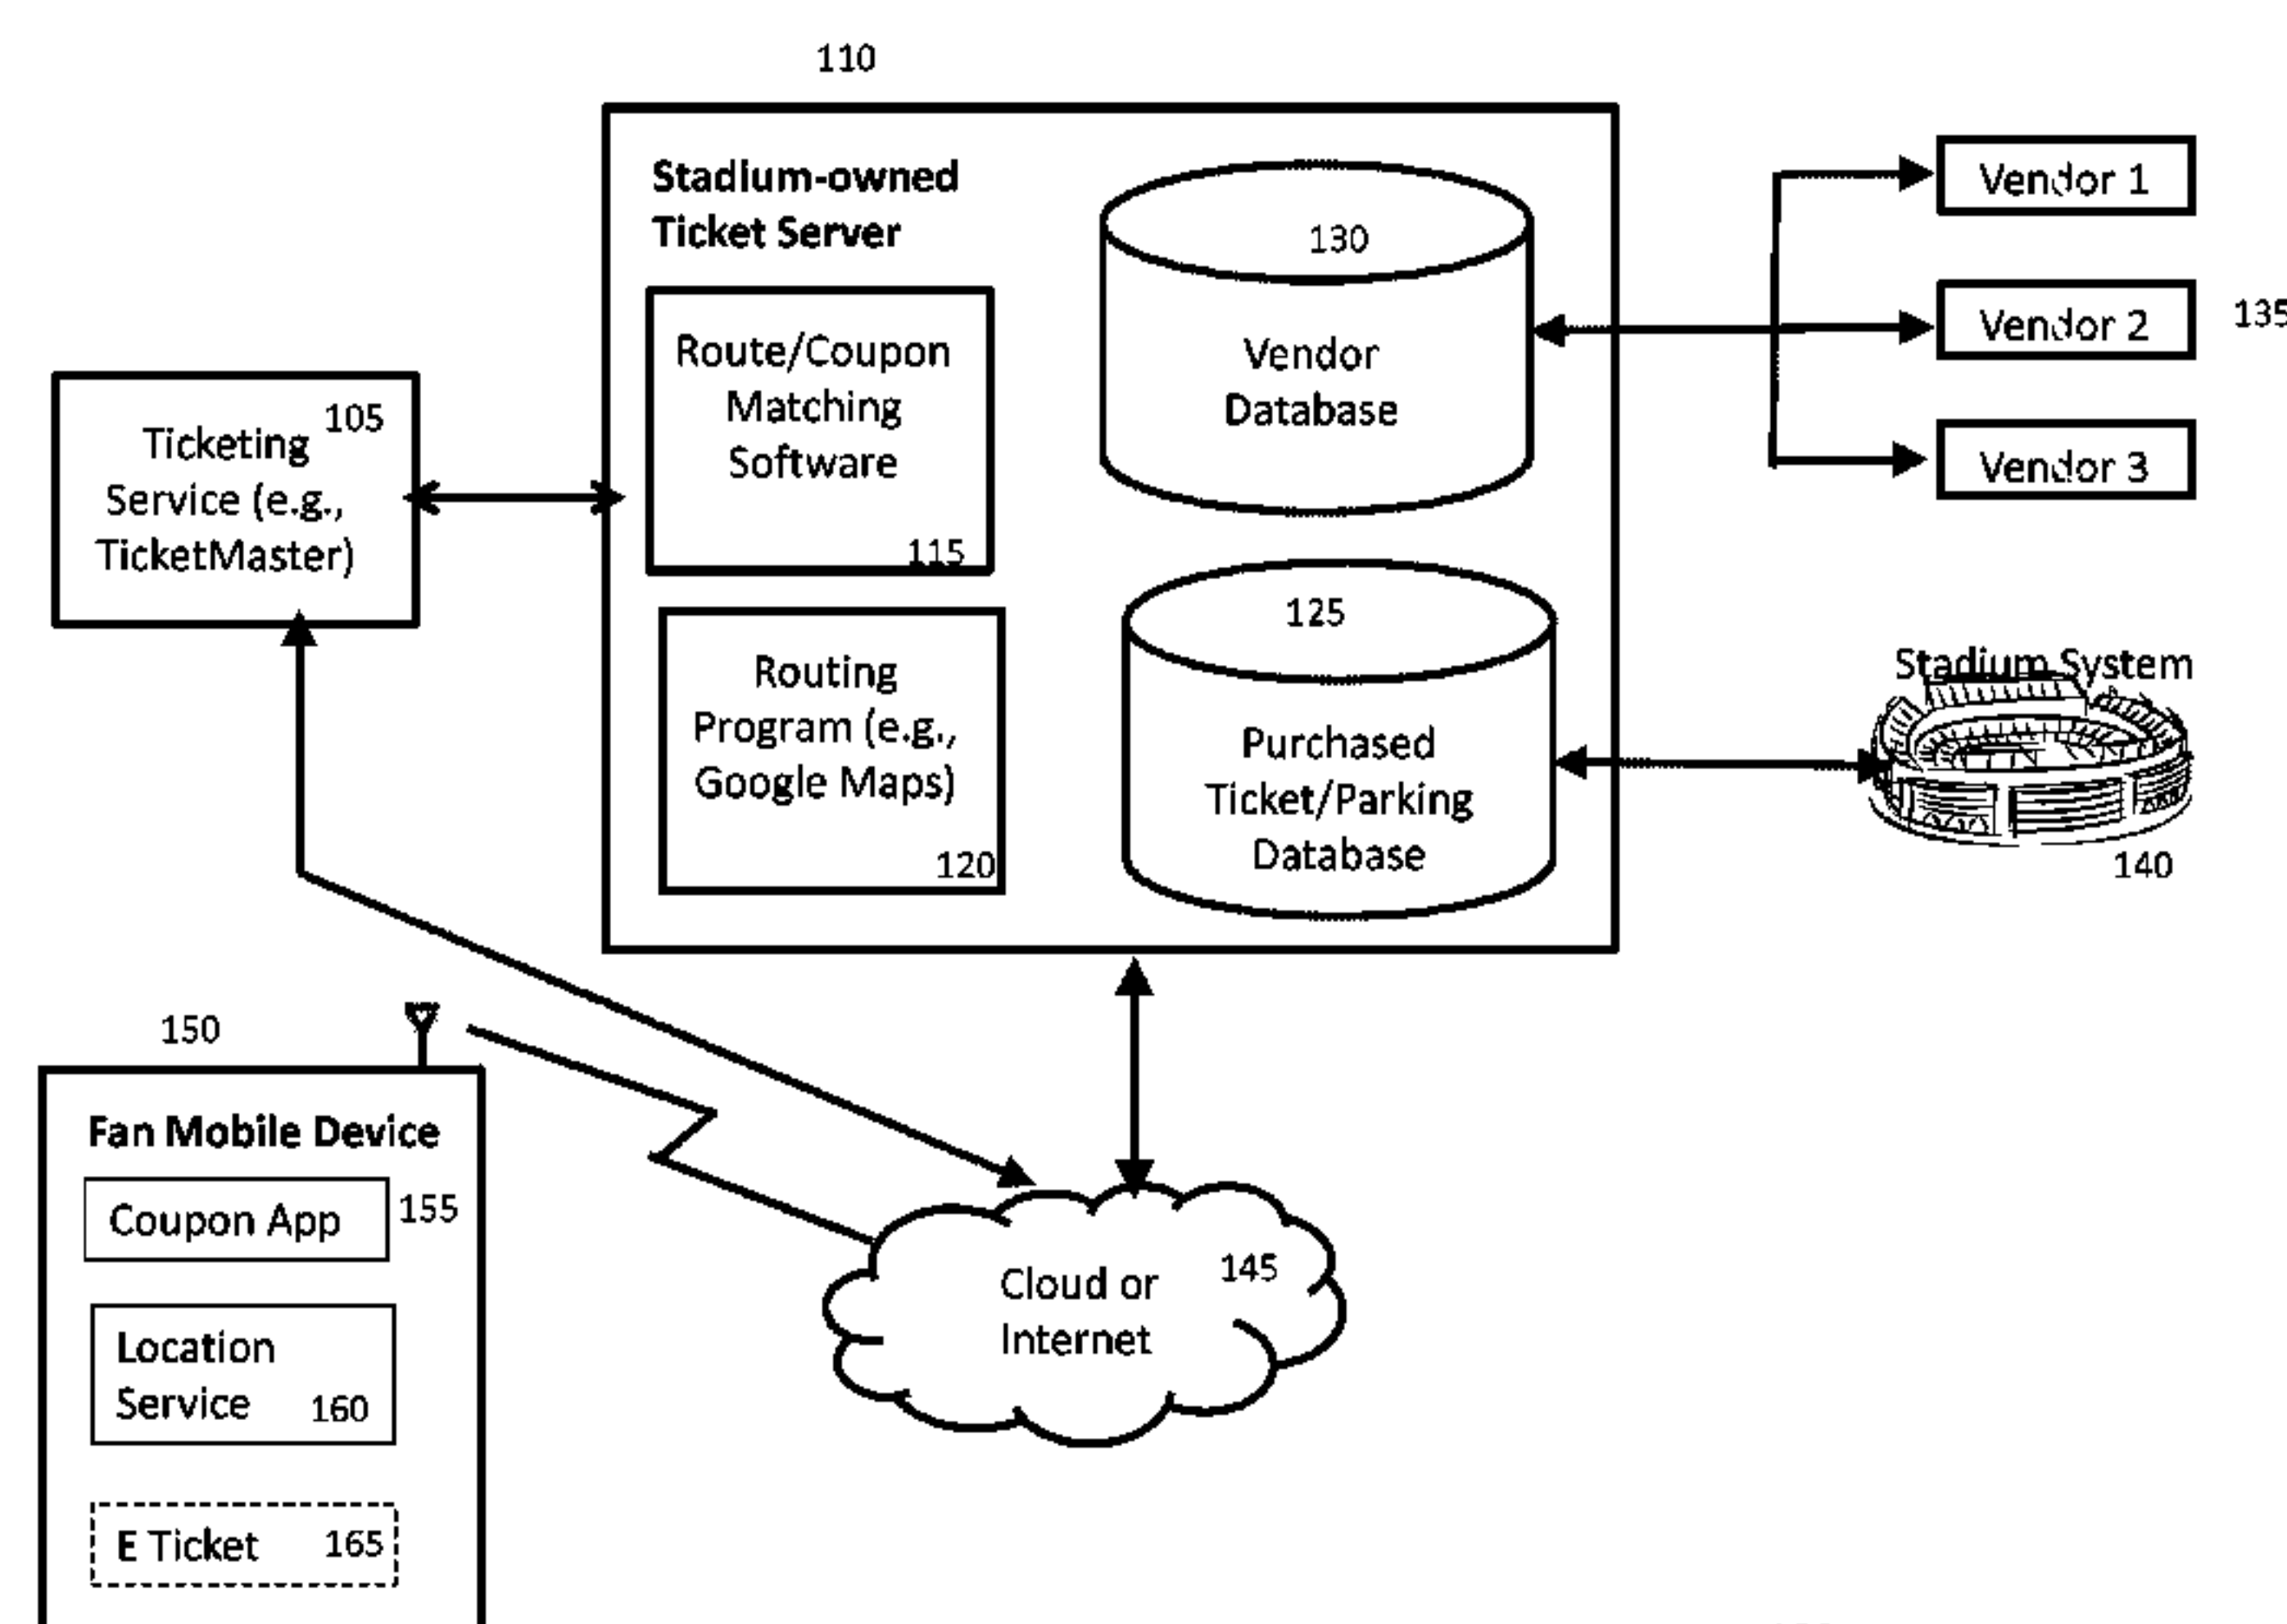 110
Stadium-owned
Ticket Server
130
Vendor
Database
Route/Coupon
Matching
Software
115
Routing
Program (e.g.,
Google Maps)
120
125
Purchased
Ticket/Parking
Database
Vendor 1
Vendor 2
135
Vendor 3
105
Ticketing
Service (e.g.,
TicketMaster)
Stadium System
140
150
Fan Mobile Device
Coupon App
155
Location
Service
160
E Ticket
165
Cloud or
Internet
145